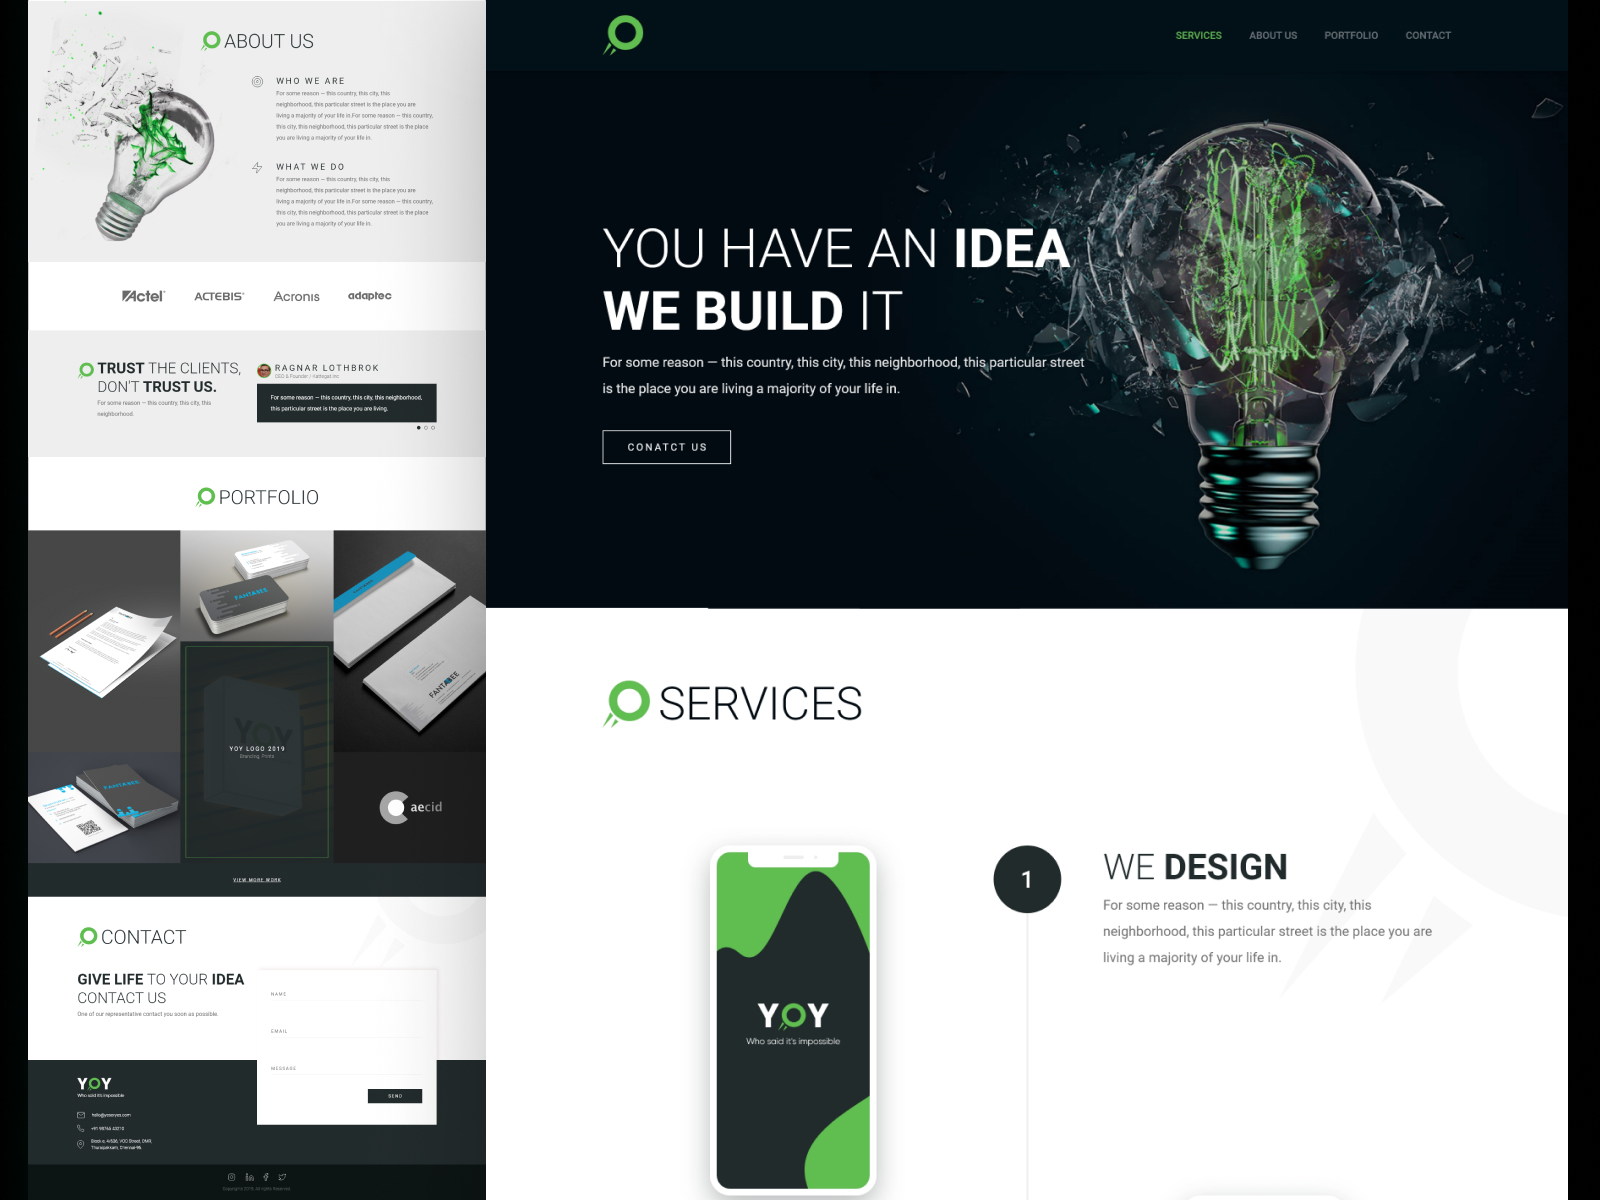 ABOUT US
WHO WE ARE
For some reason — this country, this city, this
neighborhood, this particular street is the place you are
living a majority of your life in.For some reason — this country,
this city, this neighborhood, this particular street is the place
you are living a majority of your life in.
WHAT WE DO
For some reason — this country, this city, this
neighborhood, this particular street is the place you are
living a majority of your life in.For some reason — this country,
this city, this neighborhood, this particular street is the place
you are living a majority of your life in.
Actel
ACTEBIS
Acronis
adaptec
TRUST THE CLIENTS,
DON'T TRUST US.
For some reason — this country, this city, this
neighborhood.
RAGNAR LOTHBROK
CEO & Founder / Kattegat Inc
For some reason — this country, this city, this neighborhood,
this particular street is the place you are living.
PORTFOLIO
FANTABEE
FANTABEE
FANTABEE
YOY
YOY LOGO 2019
Branding, Prints
aecid
VIEW MORE WORK
CONTACT
GIVE LIFE TO YOUR IDEA
CONTACT US
One of our representative contact you soon as possible.
NAME
EMAIL
MESSAGE
SEND
YOY
Who said it's impossible
+91 98765 43210
SERVICES
ABOUT US
PORTFOLIO
CONTACT
YOU HAVE AN IDEA
WE BUILD IT
For some reason — this country, this city, this neighborhood, this particular street
is the place you are living a majority of your life in.
CONATCT US
SERVICES
YOY
Who said it's impossible
1
WE DESIGN
For some reason — this country, this city, this
neighborhood, this particular street is the place you are
living a majority of your life in.